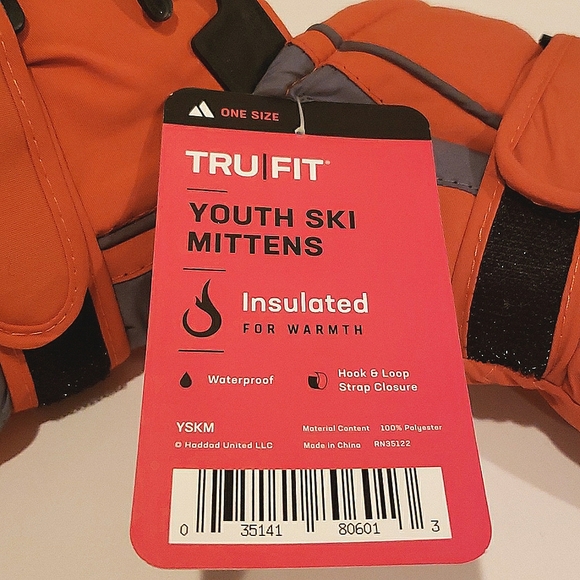 ONE SIZE
TRU|FIT®
YOUTH SKI
MITTENS
Insulated
FOR WARMTH
Waterproof
Hook & Loop
Strap Closure
YSKM
© Haddad United LLC
Material Content 100% Polyester
Made in China RN35122
0 35141 80601 3